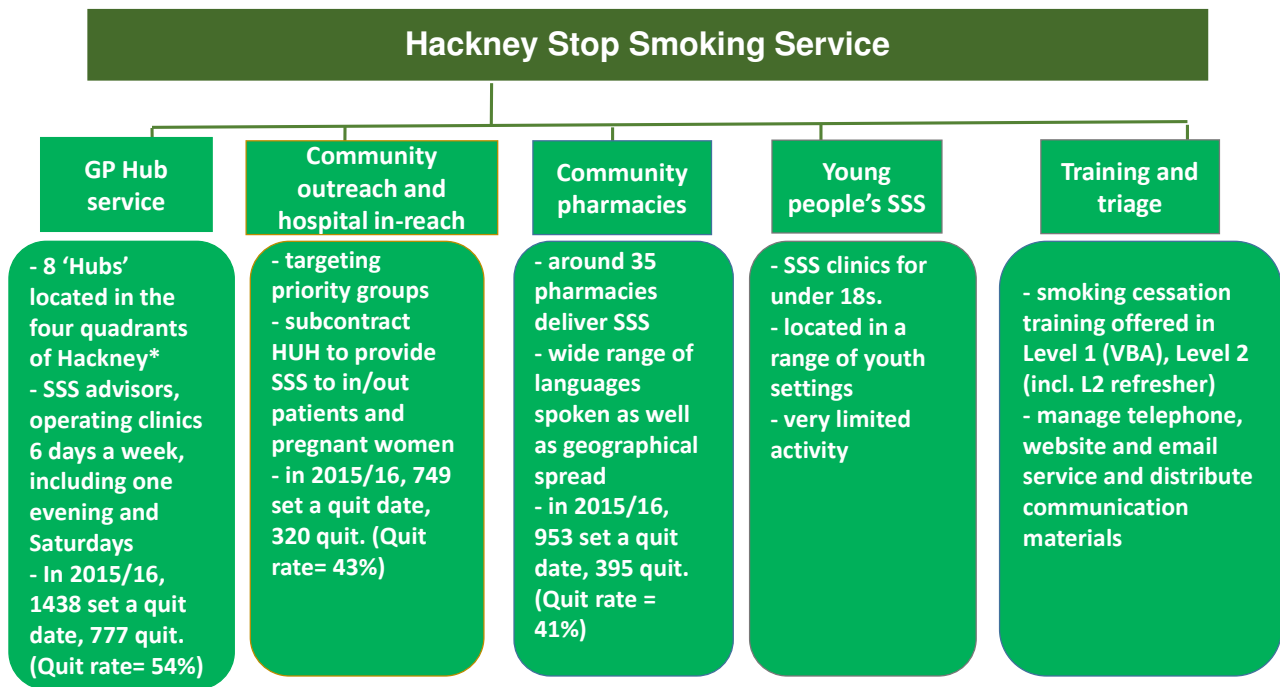 Hackney Stop Smoking Service
GP Hub
service
- 8 ‘Hubs’
located in the
four quadrants
of Hackney*
- SSS advisors,
operating clinics
6 days a week,
including one
evening and
Saturdays
- In 2015/16,
1438 set a quit
date, 777 quit.
(Quit rate= 54%)
Community
outreach and
hospital in-reach
- targeting
priority groups
- subcontract
HUH to provide
SSS to in/out
patients and
pregnant women
- in 2015/16, 749
set a quit date,
320 quit. (Quit
rate= 43%)
Community
pharmacies
- around 35
pharmacies
deliver SSS
- wide range of
languages
spoken as well
as geographical
spread
- in 2015/16,
953 set a quit
date, 395 quit.
(Quit rate =
41%)
Young
people’s SSS
- SSS clinics for
under 18s.
- located in a
range of youth
settings
- very limited
activity
Training and
triage
- smoking cessation
training offered in
Level 1 (VBA), Level 2
(incl. L2 refresher)
- manage telephone,
website and email
service and distribute
communication
materials